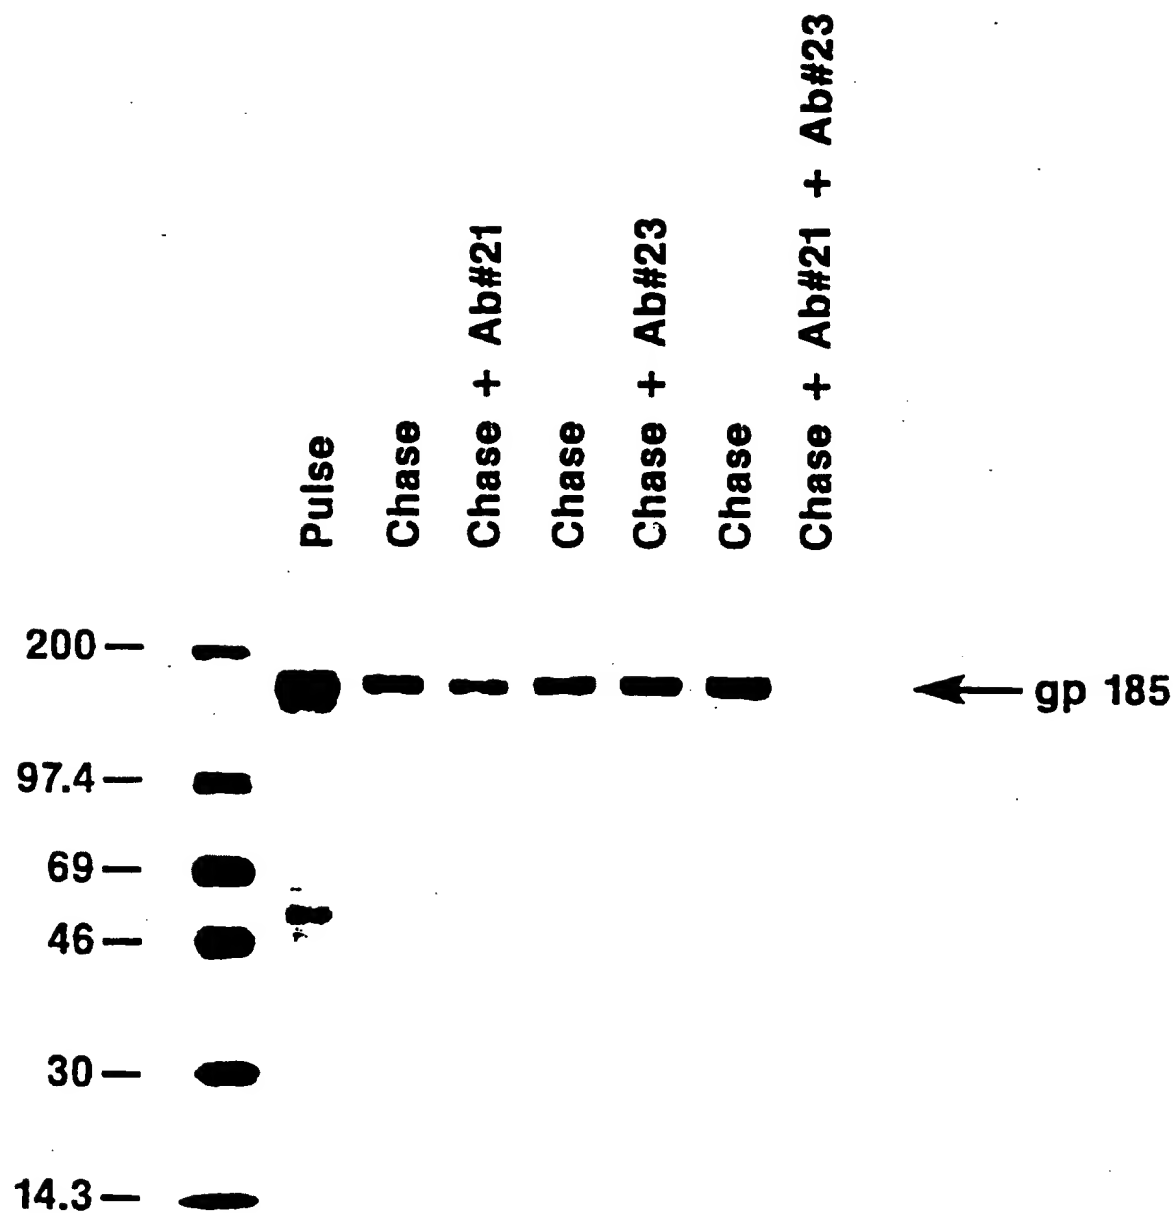 Pulse
Chase
Chase + Ab#21
Chase
Chase + Ab#23
Chase
Chase + Ab#21 + Ab#23
200
97.4
69
46
30
14.3
gp 185